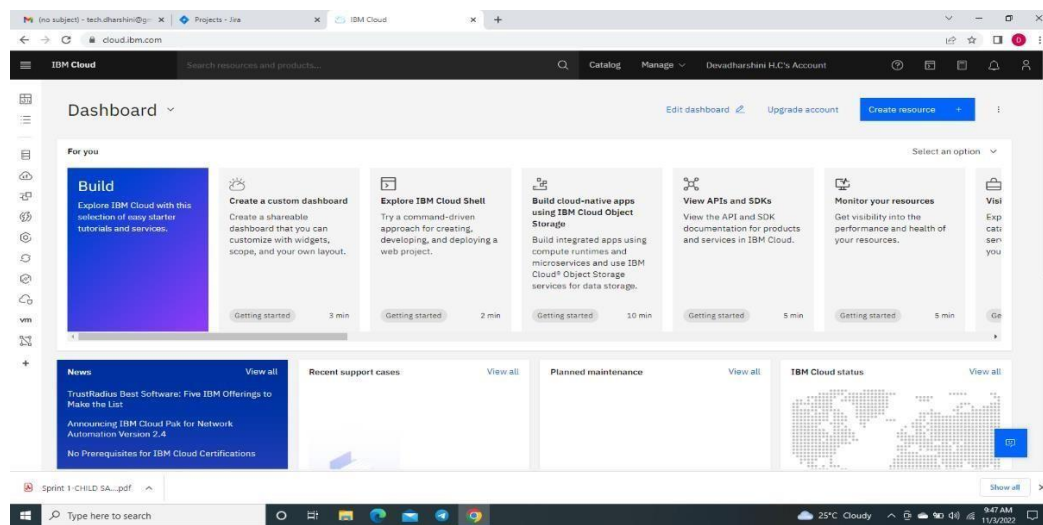 (no subject) - tech.dharshini@g
Projects - Jira
IBM Cloud
cloud.ibm.com
IBM Cloud
Search resources and products...
Catalog
Manage
Devadharshini H.C's Account
Dashboard
Edit dashboard
Upgrade account
Create resource +
For you
Select an option
Build
Explore IBM Cloud with this
selection of easy starter
tutorials and services.
Create a custom dashboard
Create a shareable
dashboard that you can
customize with widgets,
scope, and your own layout.
Getting started
3 min
Explore IBM Cloud Shell
Try a command-driven
approach for creating,
developing, and deploying a
web project.
Getting started
2 min
Build cloud-native apps
using IBM Cloud Object
Storage
Build integrated apps using
compute runtimes and
microservices and use IBM
Cloud® Object Storage
services for data storage.
Getting started
10 min
View APIs and SDKs
View the API and SDK
documentation for products
and services in IBM Cloud.
Getting started
5 min
Monitor your resources
Get visibility into the
performance and health of
your resources.
Getting started
5 min
Visi
Exp
cata
serv
you
Ge
vm
News
View all
TrustRadius Best Software: Five IBM Offerings to
Make the List
Announcing IBM Cloud Pak for Network
Automation Version 2.4
No Prerequisites for IBM Cloud Certifications
Recent support cases
View all
Planned maintenance
View all
IBM Cloud status
View all
Sprint 1-CHILD SA....pdf
Show all
Type here to search
25°C Cloudy
9:47 AM
11/3/2022